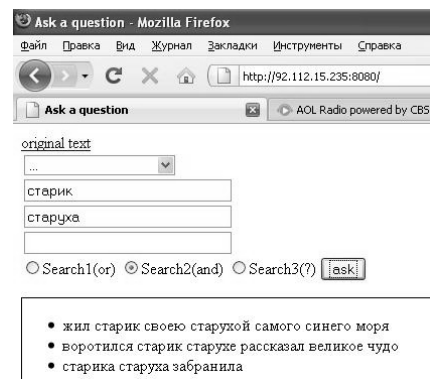 Ask a question - Mozilla Firefox
Файл Правка Вид Журнал Закладки Инструменты Справка
http://92.112.15.235:8080/
Ask a question AOL Radio powered by CBS
original text
...
старик
старуха
Search1(or) Search2(and) Search3(?) ask
жил старик своею старухой самого синего моря
воротился старик старухе рассказал великое чудо
старика старуха забранила